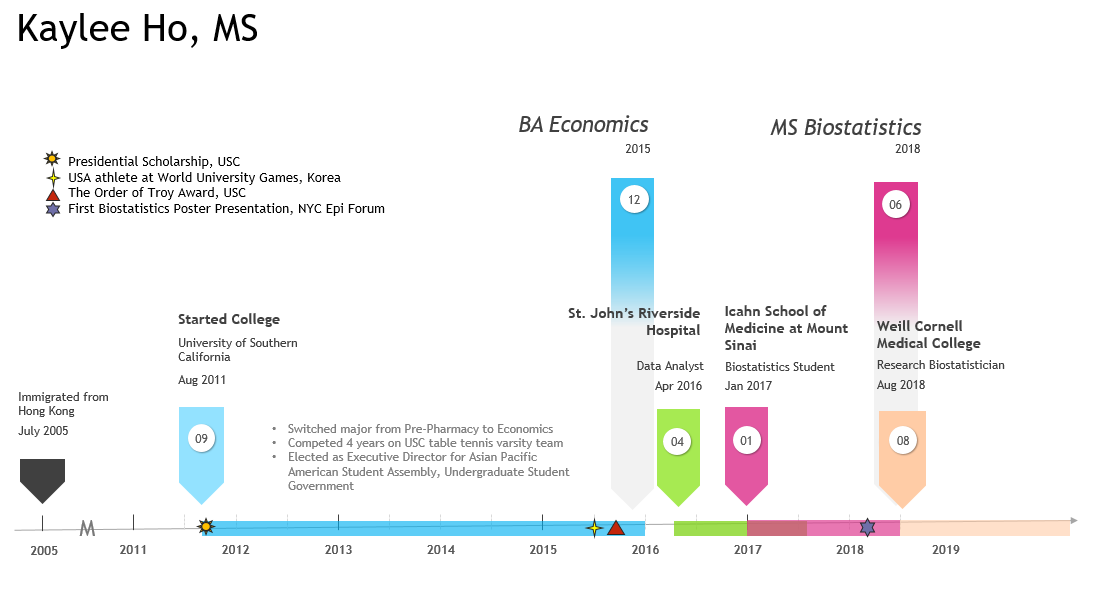 Kaylee Ho, MS
BA Economics
2015
MS Biostatistics
2018
Presidential Scholarship, USC
USA athlete at World University Games, Korea
The Order of Troy Award, USC
First Biostatistics Poster Presentation, NYC Epi Forum
12
06
Started College
University of Southern
California
Aug 2011
St. John's Riverside
Hospital
Data Analyst
Apr 2016
Icahn School of
Medicine at Mount
Sinai
Biostatistics Student
Jan 2017
Weill Cornell
Medical College
Research Biostatistician
Aug 2018
Immigrated from
Hong Kong
July 2005
09
• Switched major from Pre-Pharmacy to Economics
• Competed 4 years on USC table tennis varsity team
• Elected as Executive Director for Asian Pacific
American Student Assembly, Undergraduate Student
Government
04
01
08
2005
2011
2012
2013
2014
2015
2016
2017
2018
2019